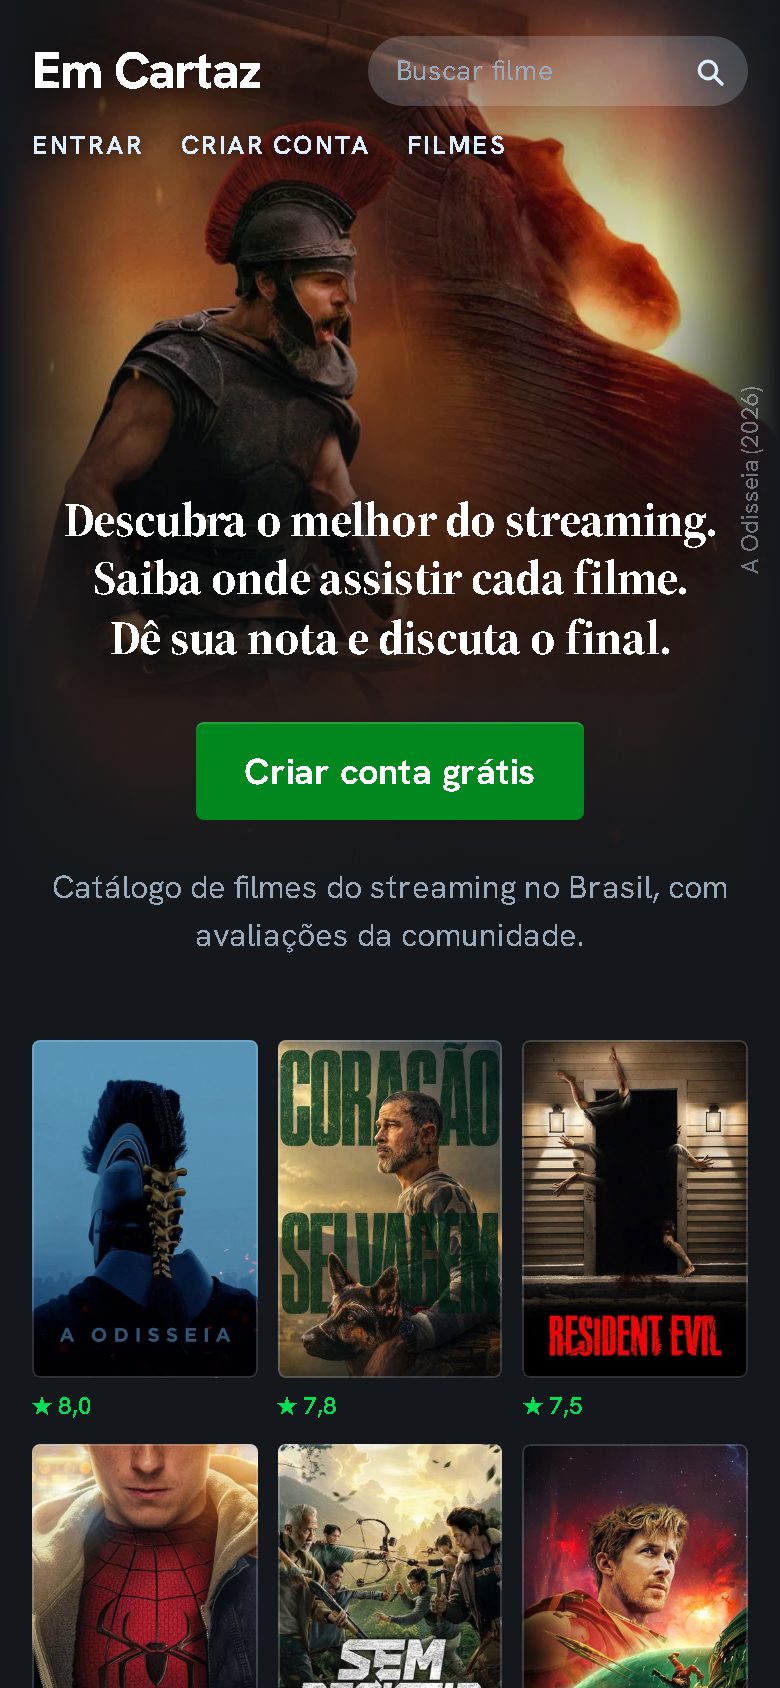 Em Cartaz
Buscar filme
ENTRAR CRIAR CONTA FILMES
A Odisseia (2026)
Descubra o melhor do streaming.
Saiba onde assistir cada filme.
Dê sua nota e discuta o final.
Criar conta grátis
Catálogo de filmes do streaming no Brasil, com
avaliações da comunidade.
A ODISSEIA
CORAÇÃO
SELVAGEM
RESIDENT EVIL
★ 8,0
★ 7,8
★ 7,5
SEM